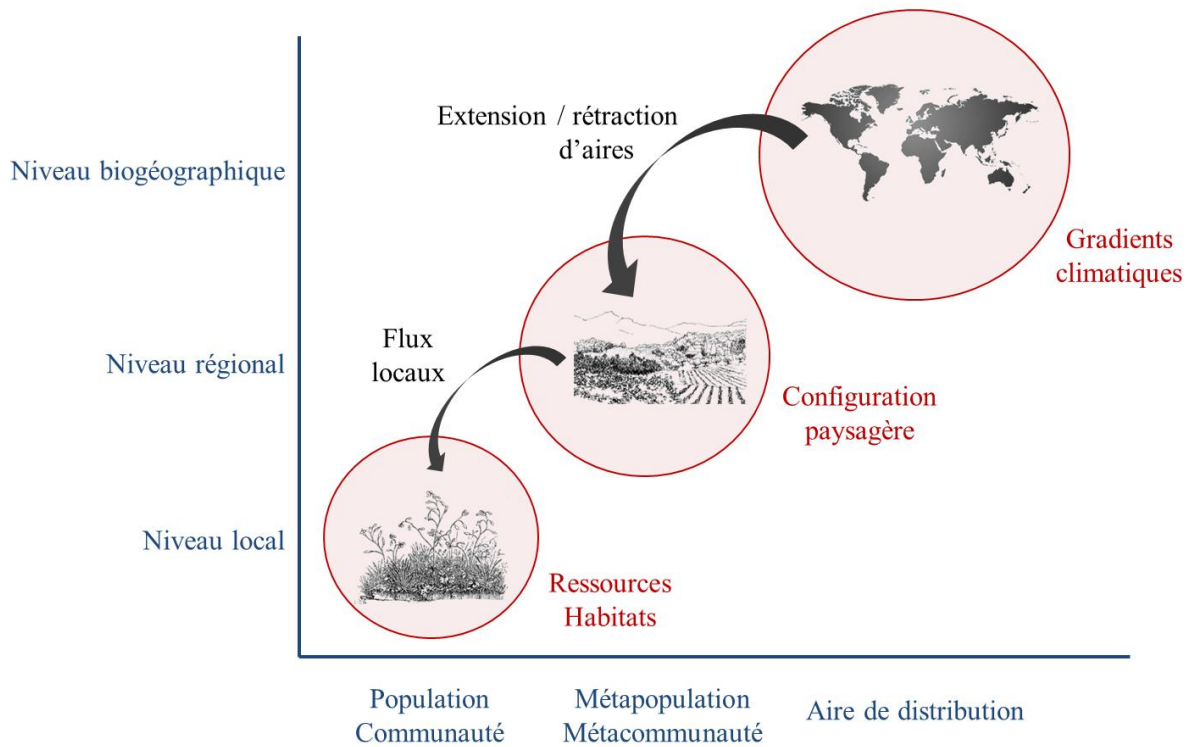 Extension / rétraction
d’aires
Niveau biogéographique
Gradients
climatiques
Flux
locaux
Niveau régional
Configuration
paysagère
Niveau local
Ressources
Habitats
Population
Communauté
Métapopulation
Métacommunauté
Aire de distribution